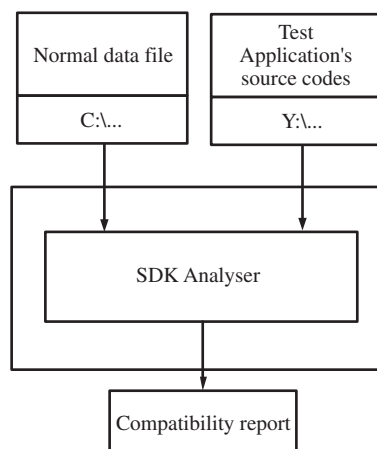 Normal data file
C:\...
Test
Application's
source codes
Y:\...
SDK Analyser
Compatibility report